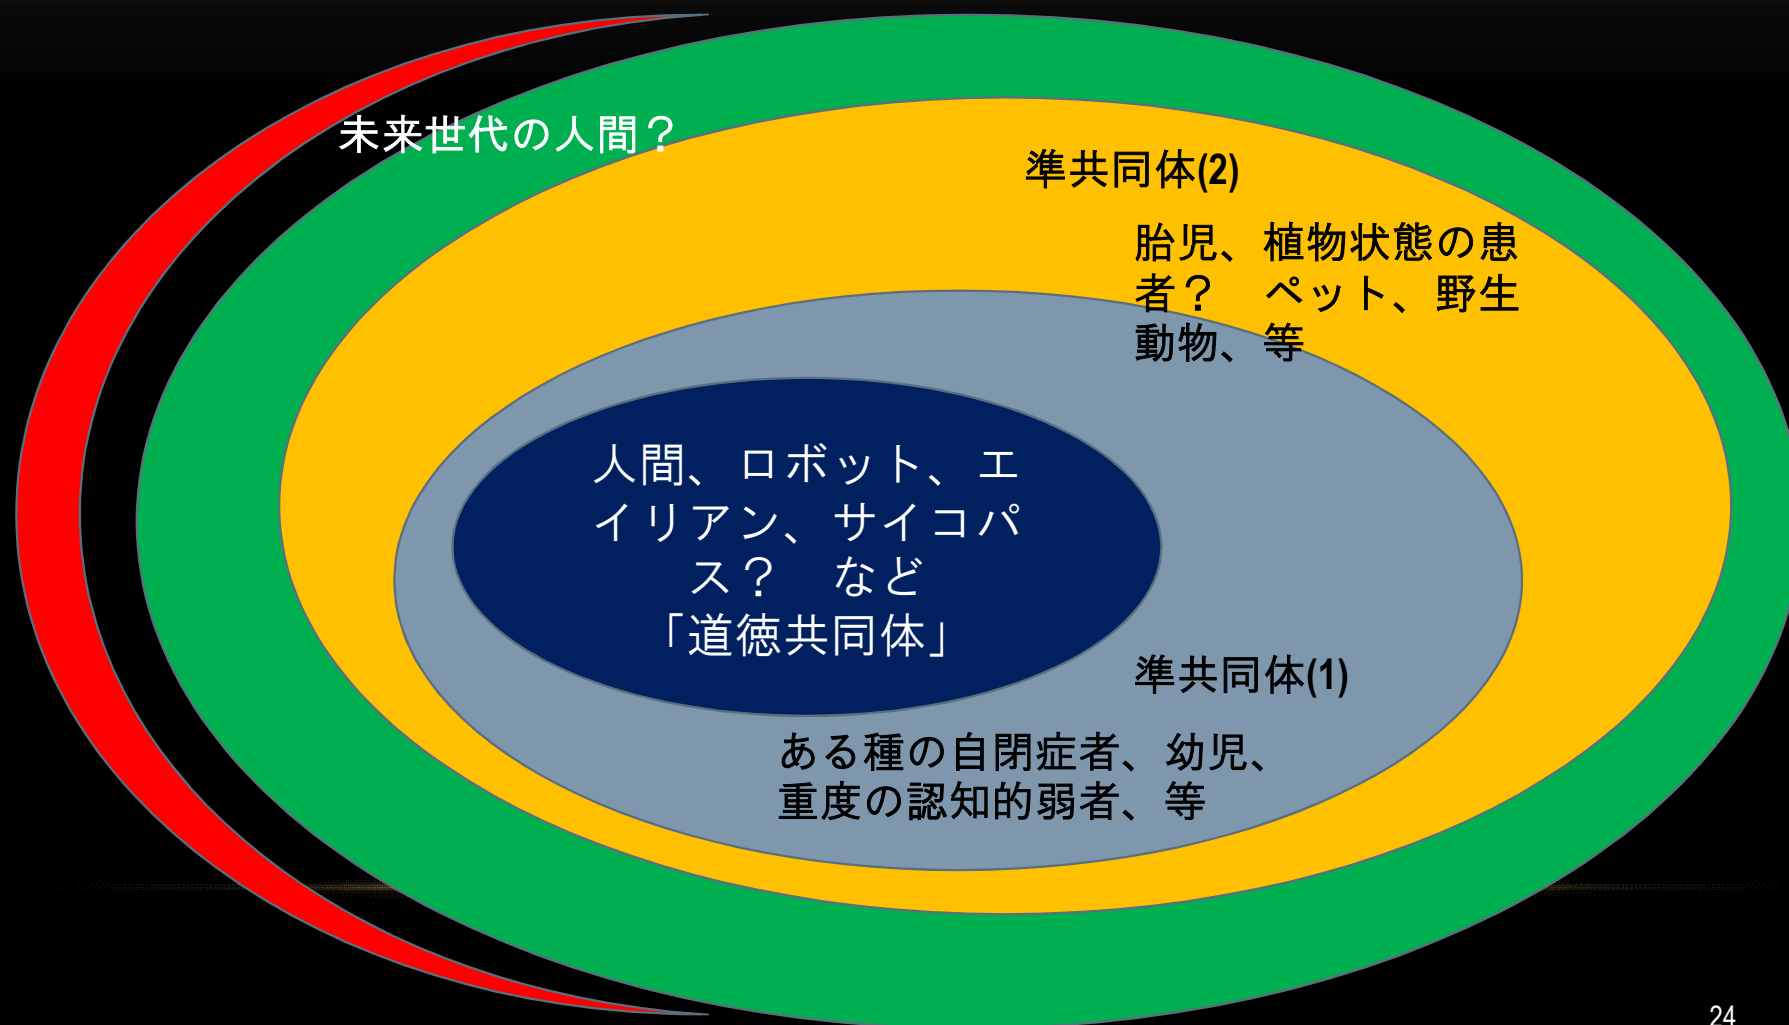 未来世代の人間？
準共同体(2)
胎児、植物状態の患
者？　ペット、野生
動物、等
人間、ロボット、エ
イリアン、サイコパ
ス？　など
「道徳共同体」
準共同体(1)
ある種の自閉症者、幼児、
重度の認知的弱者、等
24